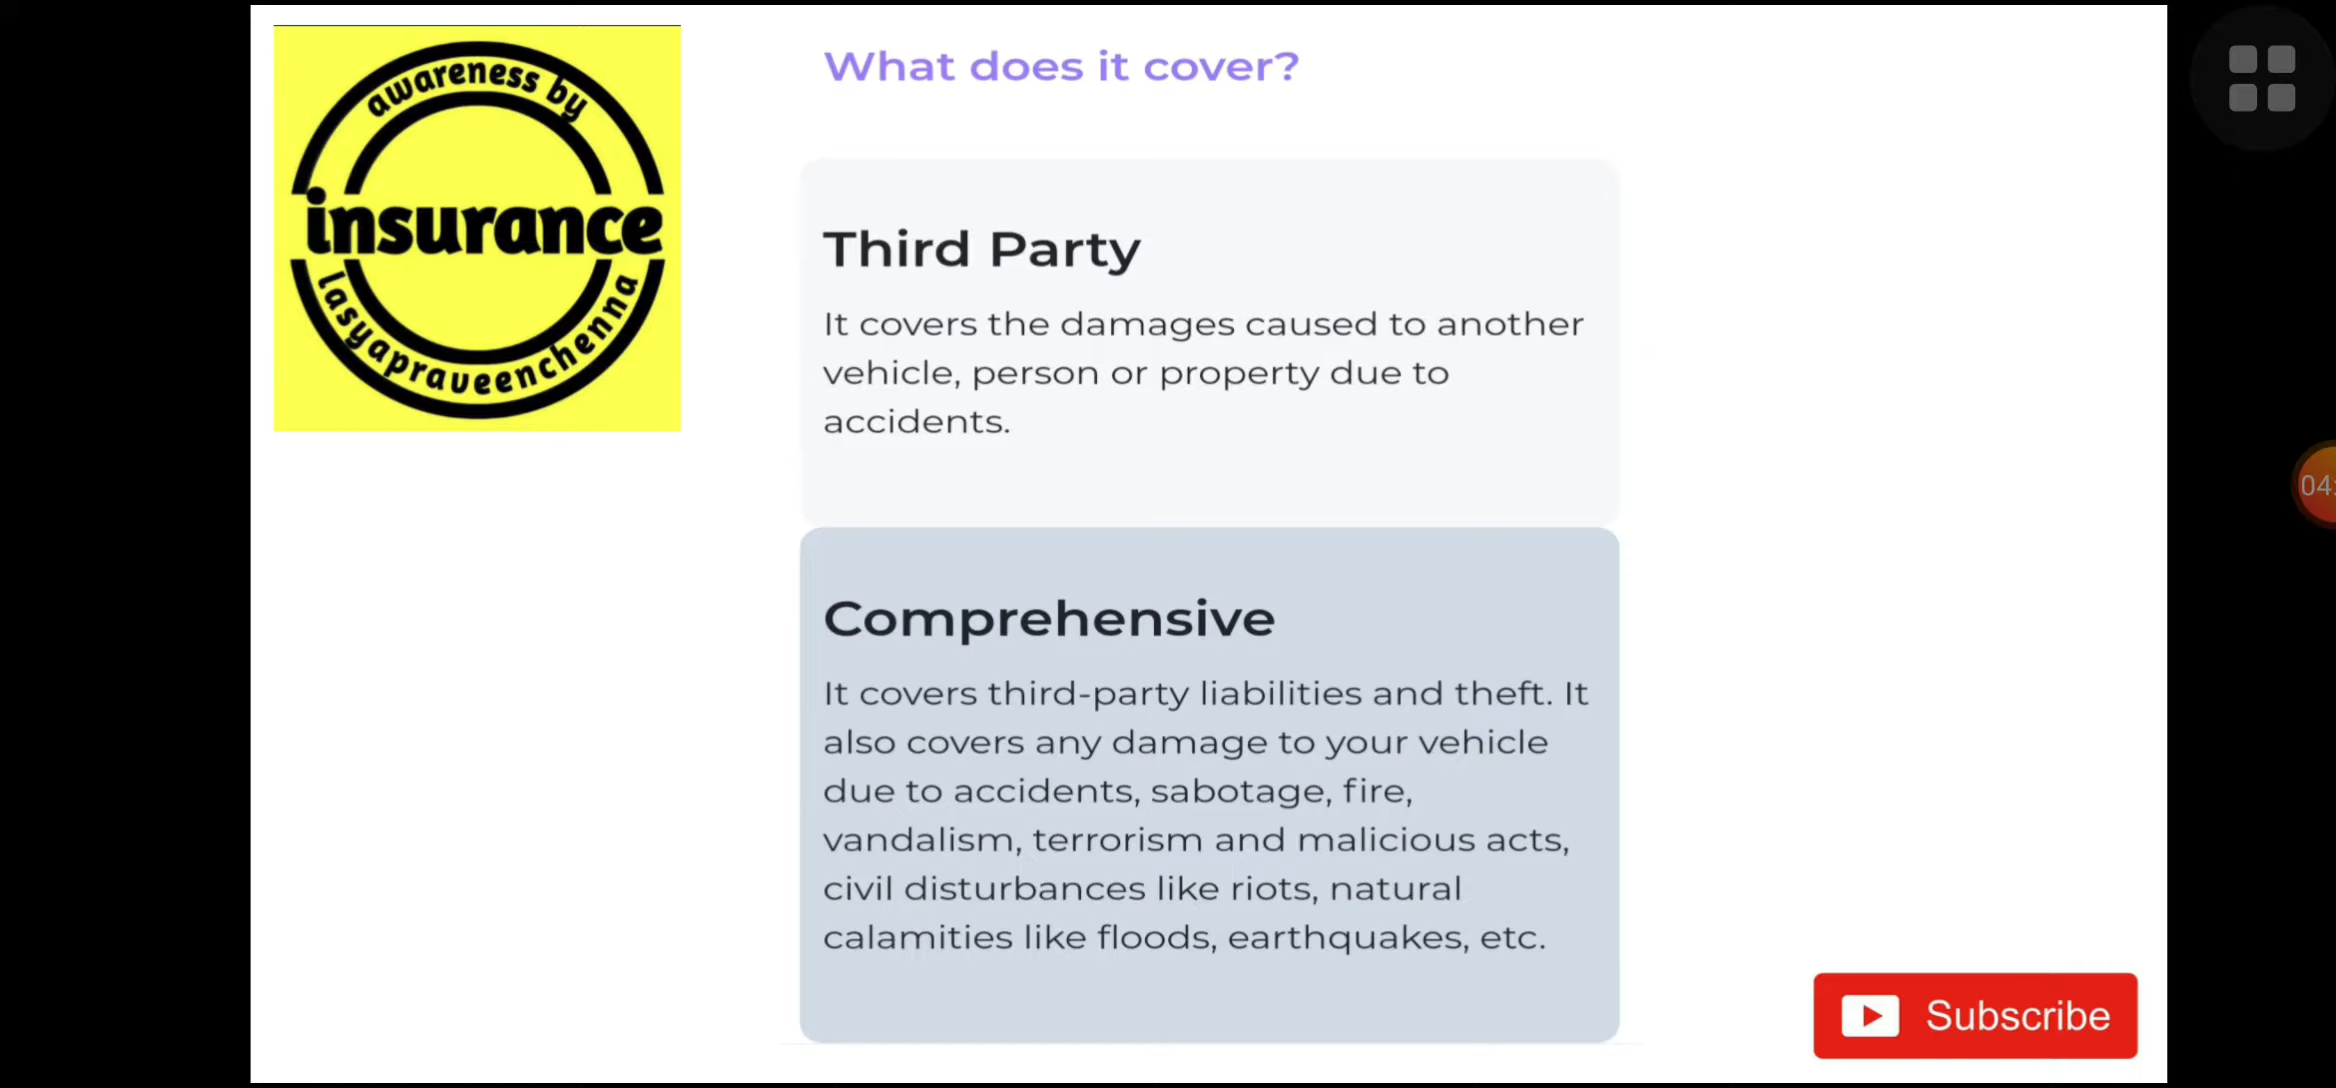 awareness by
insurance
lasyapraveenchenna
What does it cover?
Third Party
It covers the damages caused to another
vehicle, person or property due to
accidents.
Comprehensive
It covers third-party liabilities and theft. It
also covers any damage to your vehicle
due to accidents, sabotage, fire,
vandalism, terrorism and malicious acts,
civil disturbances like riots, natural
calamities like floods, earthquakes, etc.
04:
Subscribe